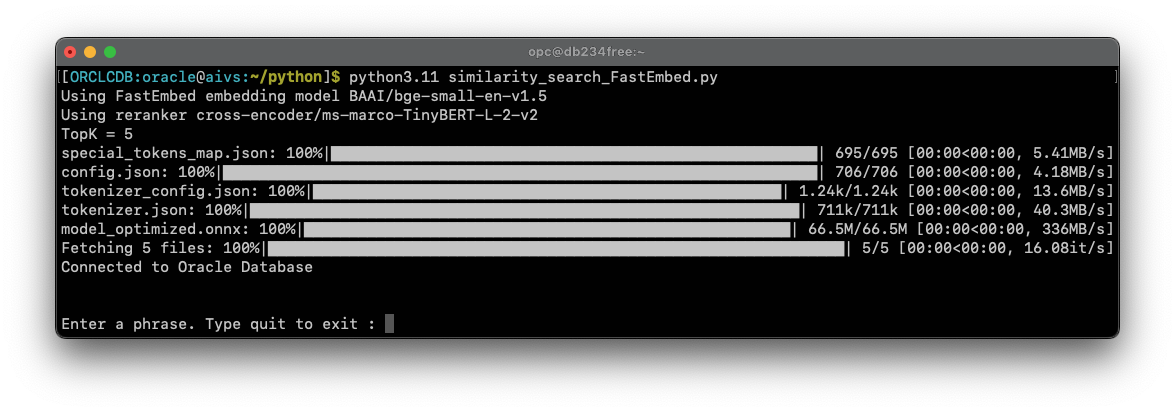 opc@db234free:~
[[ORCLCDB:oracle@aivs:~/python]$ python3.11 similarity_search_FastEmbed.py ]
Using FastEmbed embedding model BAAI/bge-small-en-v1.5
Using reranker cross-encoder/ms-marco-TinyBERT-L-2-v2
TopK = 5
special_tokens_map.json: 100%|██████████| 695/695 [00:00<00:00, 5.41MB/s]
config.json: 100%|██████████| 706/706 [00:00<00:00, 4.18MB/s]
tokenizer_config.json: 100%|██████████| 1.24k/1.24k [00:00<00:00, 13.6MB/s]
tokenizer.json: 100%|██████████| 711k/711k [00:00<00:00, 40.3MB/s]
model_optimized.onnx: 100%|██████████| 66.5M/66.5M [00:00<00:00, 336MB/s]
Fetching 5 files: 100%|██████████| 5/5 [00:00<00:00, 16.08it/s]
Connected to Oracle Database
Enter a phrase. Type quit to exit :